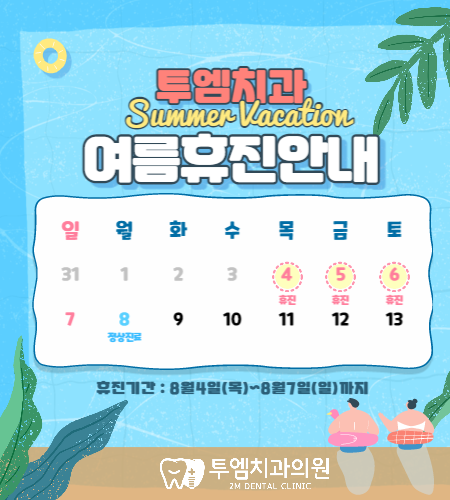 투엠치과
Summer Vacation
여름휴진안내
일 월 화 수 목 금 토
31 1 2 3 4 5 6
휴진 휴진 휴진
7 8 9 10 11 12 13
정상진료
휴진기간 : 8월4일(목)~8월7일(일)까지
투엠치과의원
2M DENTAL CLINIC